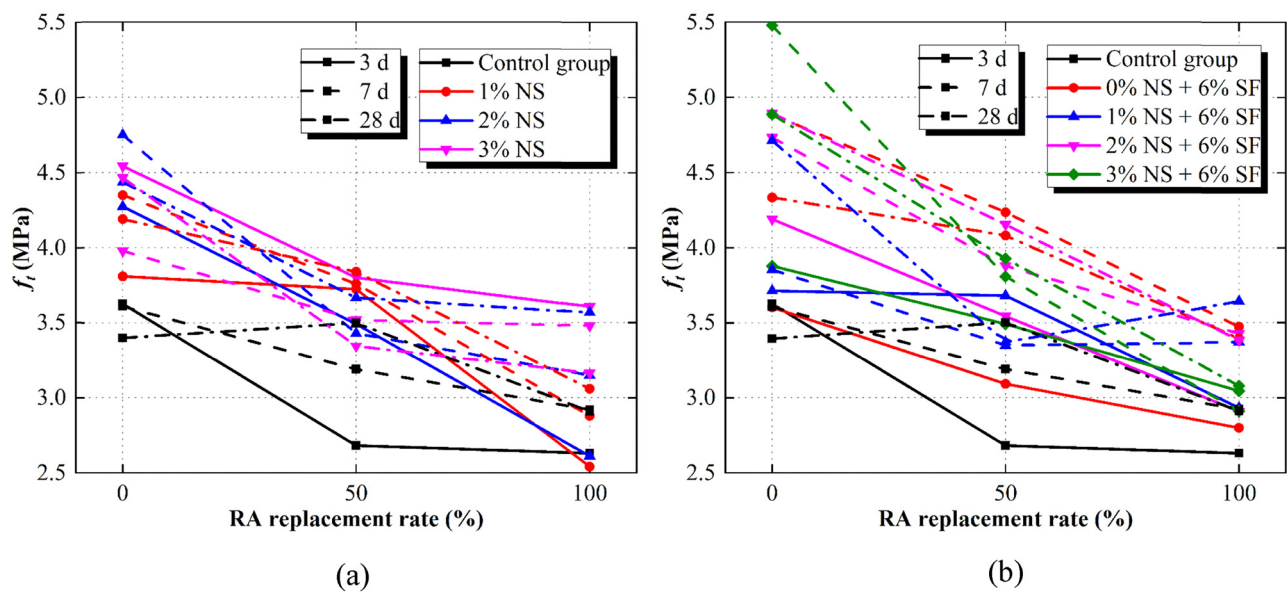 5.5
5.0
4.5
4.0
3.5
3.0
2.5
f_t (MPa)
3 d
7 d
28 d
Control group
1% NS
2% NS
3% NS
0
50
100
RA replacement rate (%)
(a)
5.5
5.0
4.5
4.0
3.5
3.0
2.5
f_t (MPa)
3 d
7 d
28 d
Control group
0% NS + 6% SF
1% NS + 6% SF
2% NS + 6% SF
3% NS + 6% SF
0
50
100
RA replacement rate (%)
(b)